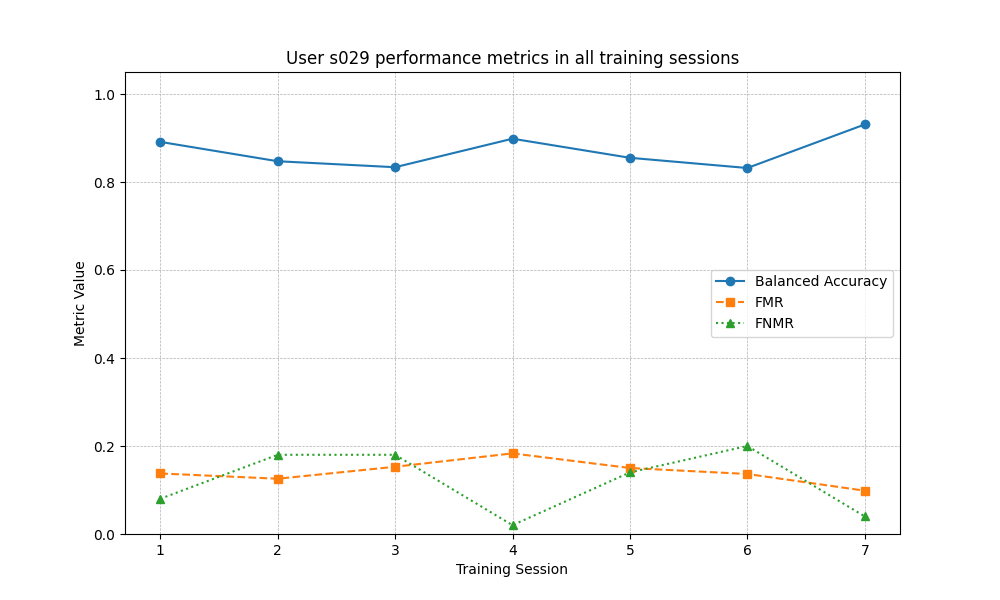 User s029 performance metrics in all training sessions
1.0
0.8
0.6
0.4
0.2
0.0
Metric Value
Balanced Accuracy
FMR
FNMR
1 2 3 4 5 6 7
Training Session